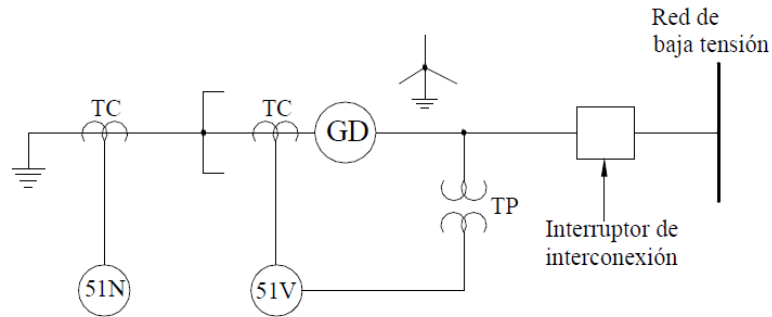 Red de
baja tensión
TC
TC
GD
TP
Interruptor de
interconexión
51N
51V